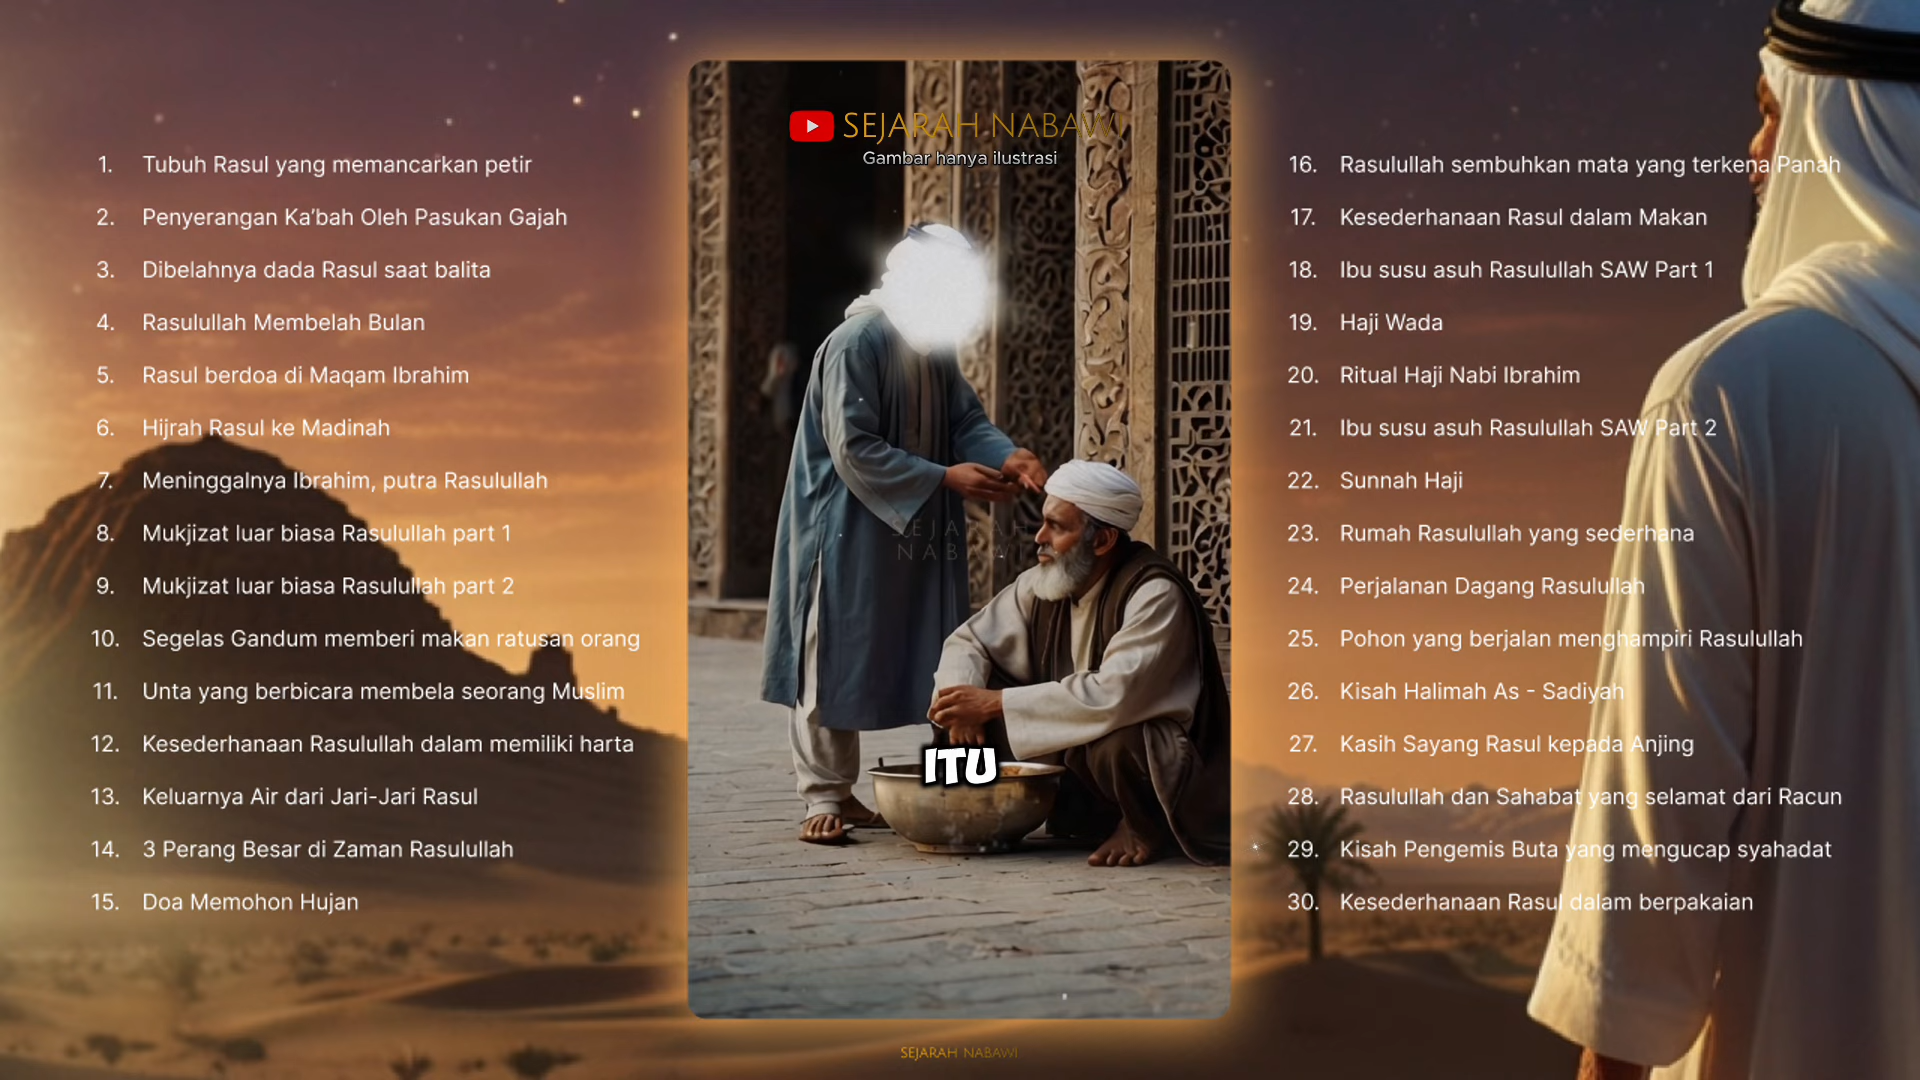 1. Tubuh Rasul yang memancarkan petir
2. Penyerangan Ka’bah Oleh Pasukan Gajah
3. Dibelahnya dada Rasul saat balita
4. Rasulullah Membelah Bulan
5. Rasul berdoa di Maqam Ibrahim
6. Hijrah Rasul ke Madinah
7. Meninggalnya Ibrahim, putra Rasulullah
8. Mukjizat luar biasa Rasulullah part 1
9. Mukjizat luar biasa Rasulullah part 2
10. Segelas Gandum memberi makan ratusan orang
11. Unta yang berbicara membela seorang Muslim
12. Kesederhanaan Rasulullah dalam memiliki harta
13. Keluarnya Air dari Jari-Jari Rasul
14. 3 Perang Besar di Zaman Rasulullah
15. Doa Memohon Hujan
SEJARAH NABAWI
Gambar hanya ilustrasi
SEJARAH
NABAWI
ITU
SEJARAH NABAWI
16. Rasulullah sembuhkan mata yang terkena Panah
17. Kesederhanaan Rasul dalam Makan
18. Ibu susu asuh Rasulullah SAW Part 1
19. Haji Wada
20. Ritual Haji Nabi Ibrahim
21. Ibu susu asuh Rasulullah SAW Part 2
22. Sunnah Haji
23. Rumah Rasulullah yang sederhana
24. Perjalanan Dagang Rasulullah
25. Pohon yang berjalan menghampiri Rasulullah
26. Kisah Halimah As - Sadiyah
27. Kasih Sayang Rasul kepada Anjing
28. Rasulullah dan Sahabat yang selamat dari Racun
29. Kisah Pengemis Buta yang mengucap syahadat
30. Kesederhanaan Rasul dalam berpakaian